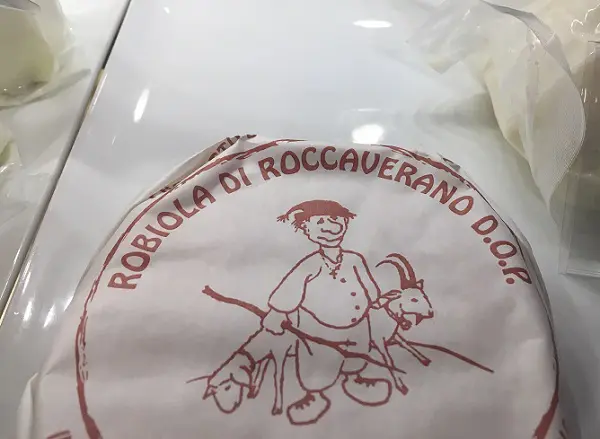 ROBIOLA DI ROCCAVERANO D.O.P.